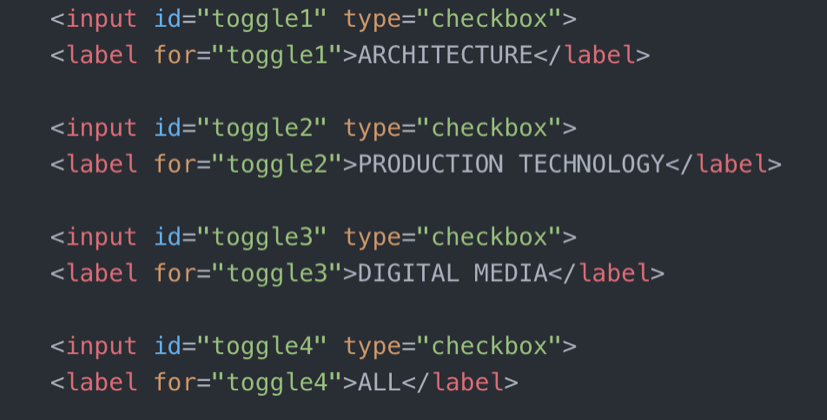 <input id="toggle1" type="checkbox">
<label for="toggle1">ARCHITECTURE</label>
<input id="toggle2" type="checkbox">
<label for="toggle2">PRODUCTION TECHNOLOGY</label>
<input id="toggle3" type="checkbox">
<label for="toggle3">DIGITAL MEDIA</label>
<input id="toggle4" type="checkbox">
<label for="toggle4">ALL</label>